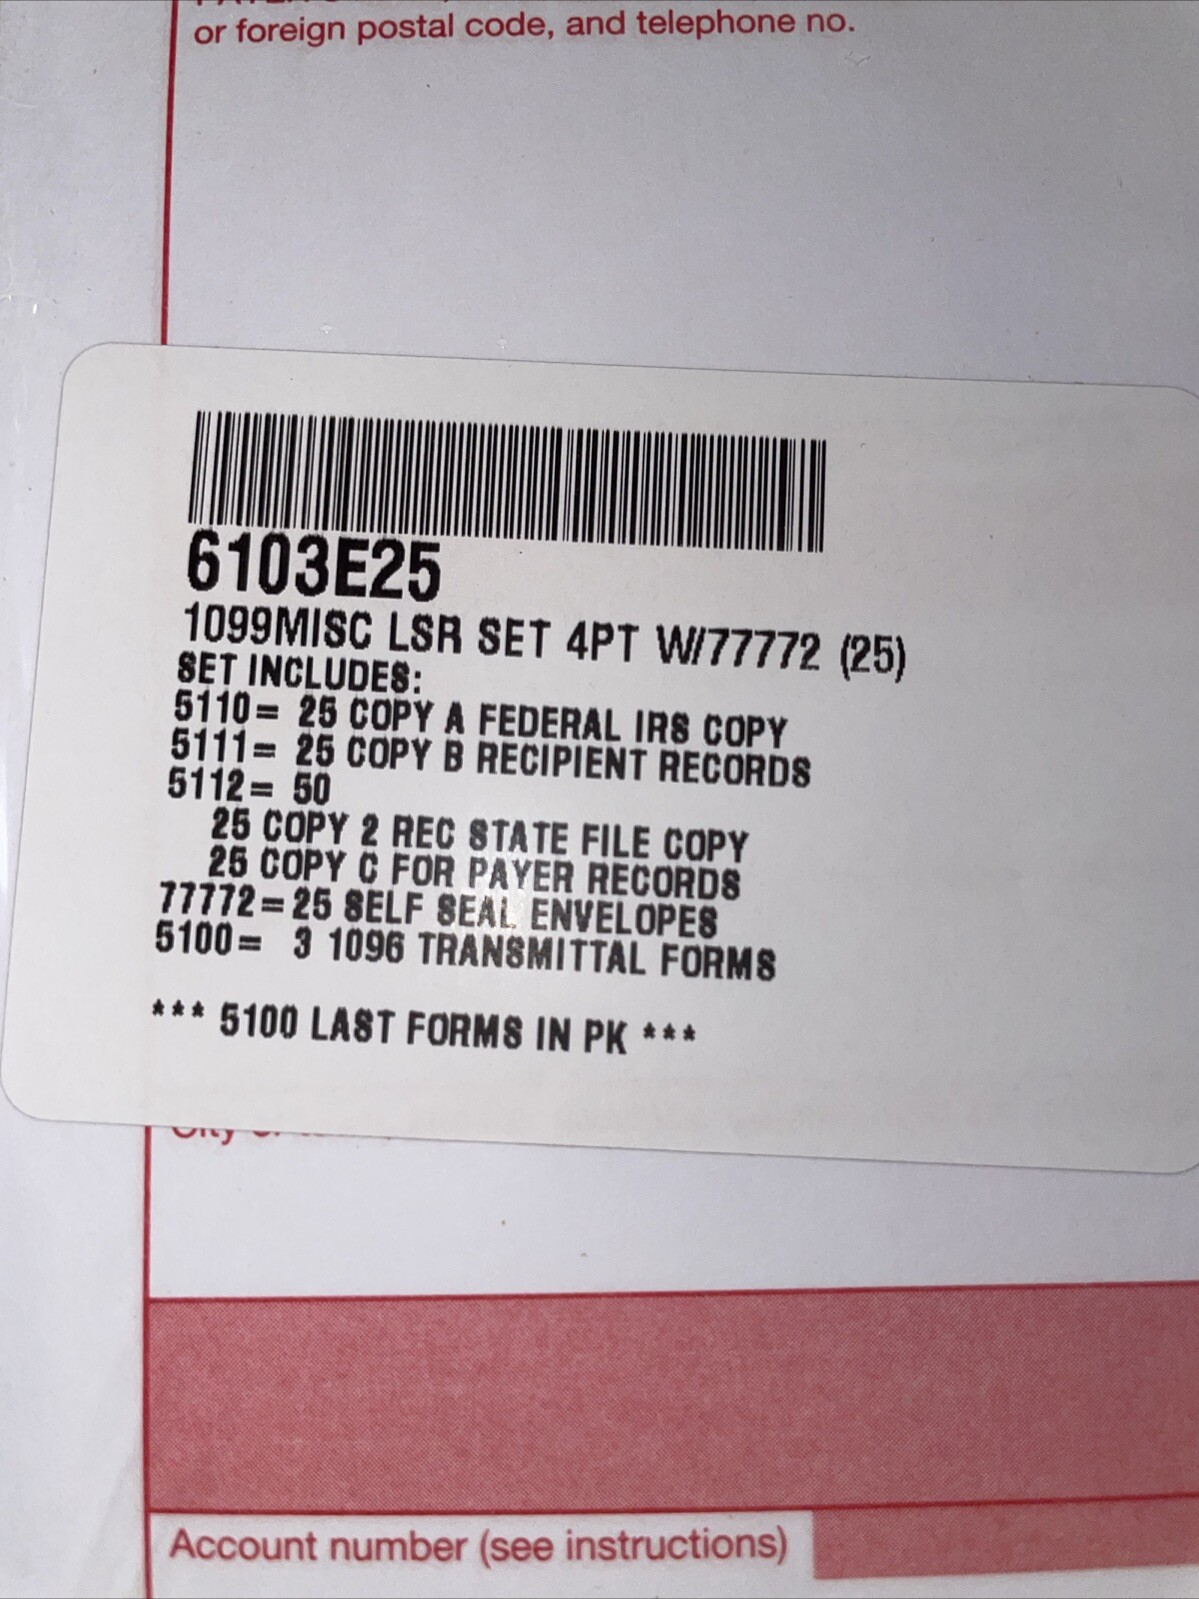 or foreign postal code, and telephone no.
6103E25
1099MISC LSR SET 4PT W/77772 (25)
SET INCLUDES:
5110= 25 COPY A FEDERAL IRS COPY
5111= 25 COPY B RECIPIENT RECORDS
5112= 50
25 COPY 2 REC STATE FILE COPY
25 COPY C FOR PAYER RECORDS
77772=25 SELF SEAL ENVELOPES
5100= 3 1096 TRANSMITTAL FORMS
*** 5100 LAST FORMS IN PK ***
City
Account number (see instructions)